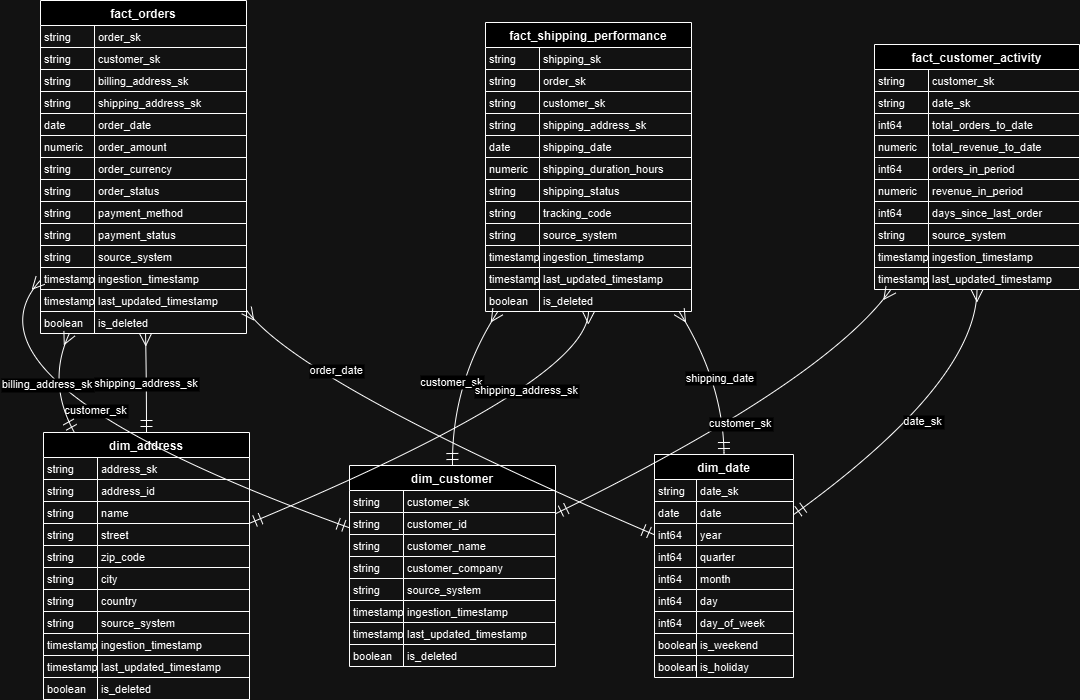 fact_orders
string order_sk
string customer_sk
string billing_address_sk
string shipping_address_sk
date order_date
numeric order_amount
string order_currency
string order_status
string payment_method
string payment_status
string source_system
timestamp ingestion_timestamp
timestamp last_updated_timestamp
boolean is_deleted
fact_shipping_performance
string shipping_sk
string order_sk
string customer_sk
string shipping_address_sk
date shipping_date
numeric shipping_duration_hours
string shipping_status
string tracking_code
string source_system
timestamp ingestion_timestamp
timestamp last_updated_timestamp
boolean is_deleted
fact_customer_activity
string customer_sk
string date_sk
int64 total_orders_to_date
numeric total_revenue_to_date
int64 orders_in_period
numeric revenue_in_period
int64 days_since_last_order
string source_system
timestamp ingestion_timestamp
timestamp last_updated_timestamp
billing_address_sk
shipping_address_sk
customer_sk
order_date
customer_sk
shipping_address_sk
shipping_date
customer_sk
date_sk
dim_address
string address_sk
string address_id
string name
string street
string zip_code
string city
string country
string source_system
timestamp ingestion_timestamp
timestamp last_updated_timestamp
boolean is_deleted
dim_customer
string customer_sk
string customer_id
string customer_name
string customer_company
string source_system
timestamp ingestion_timestamp
timestamp last_updated_timestamp
boolean is_deleted
dim_date
string date_sk
date date
int64 year
int64 quarter
int64 month
int64 day
int64 day_of_week
boolean is_weekend
boolean is_holiday